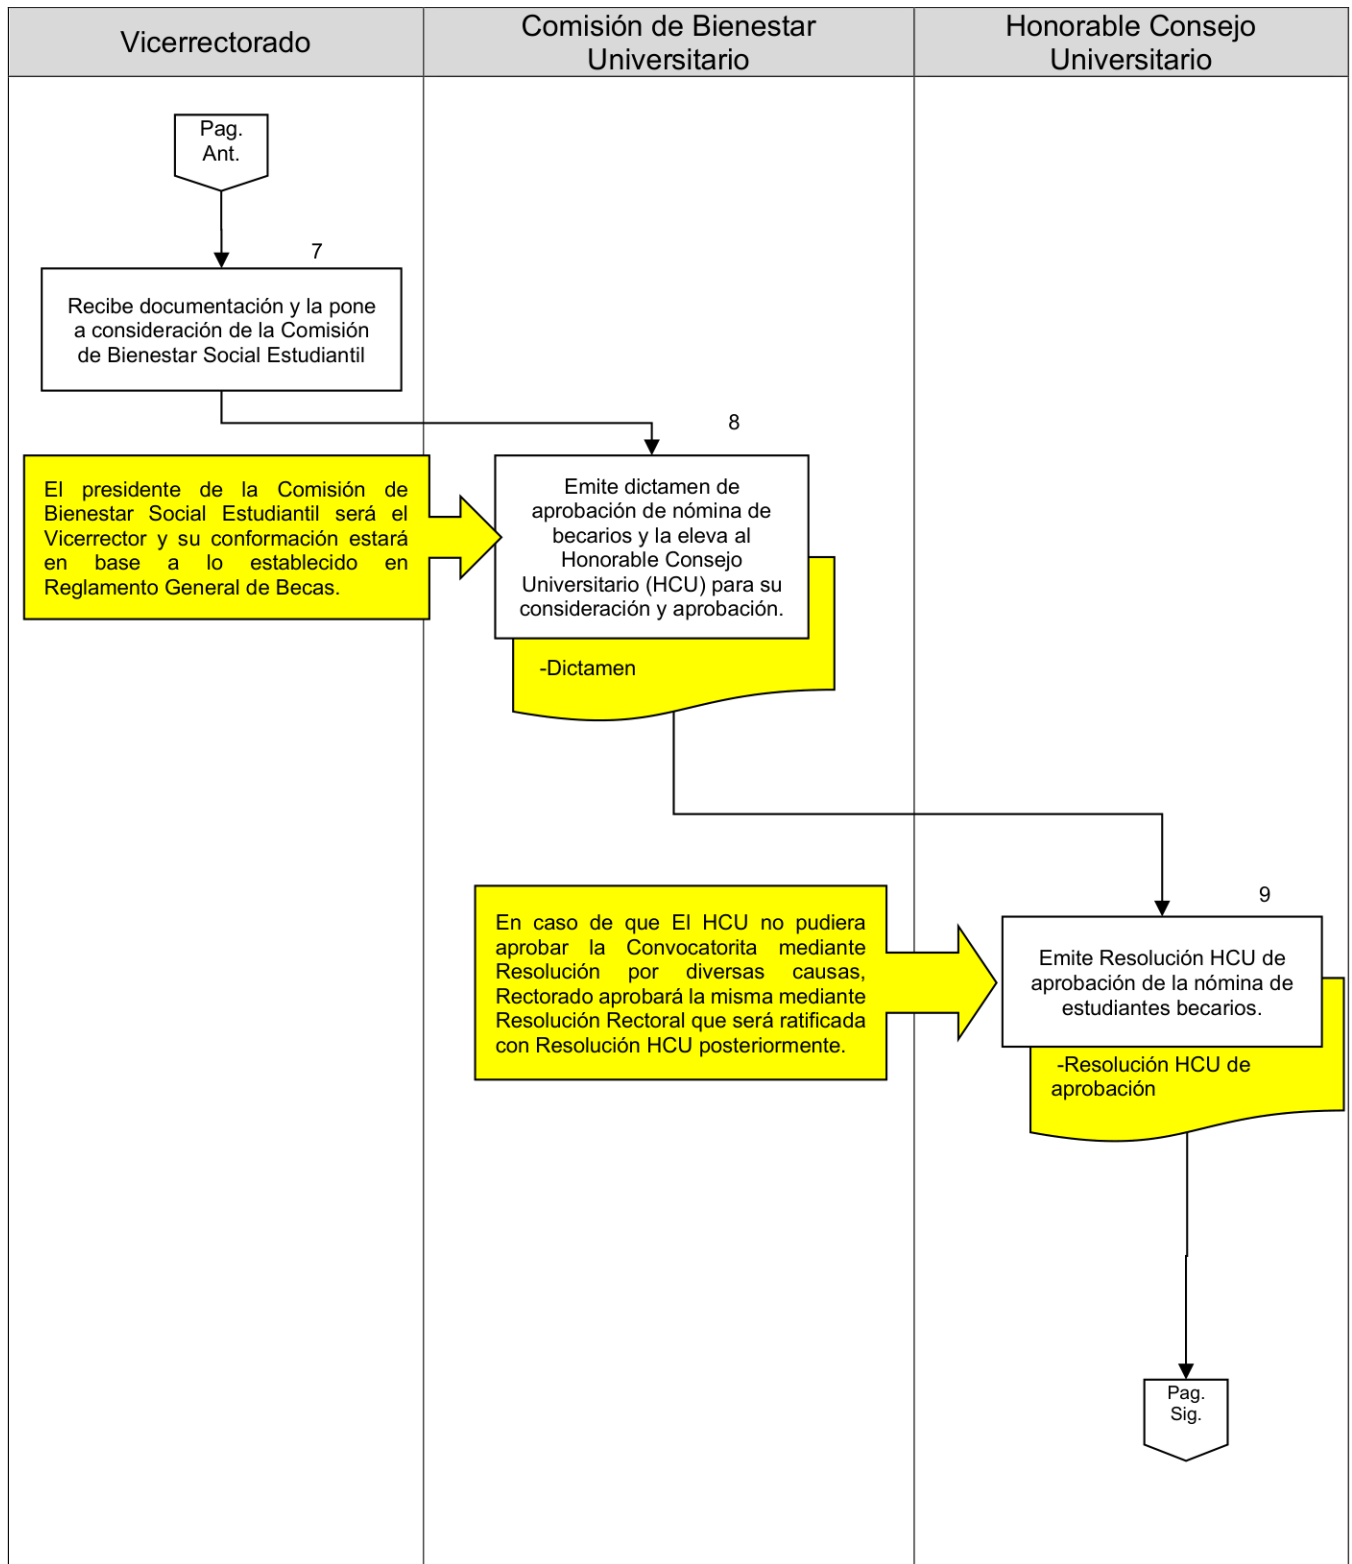 Vicerrectorado
Comisión de Bienestar
Universitario
Honorable Consejo
Universitario
Pag.
Ant.
7
Recibe documentación y la pone
a consideración de la Comisión
de Bienestar Social Estudiantil
8
El presidente de la Comisión de
Bienestar Social Estudiantil será el
Vicerrector y su conformación estará
en base a lo establecido en
Reglamento General de Becas.
Emite dictamen de
aprobación de nómina de
becarios y la eleva al
Honorable Consejo
Universitario (HCU) para su
consideración y aprobación.
-Dictamen
En caso de que El HCU no pudiera
aprobar la Convocatorita mediante
Resolución por diversas causas,
Rectorado aprobará la misma mediante
Resolución Rectoral que será ratificada
con Resolución HCU posteriormente.
9
Emite Resolución HCU de
aprobación de la nómina de
estudiantes becarios.
-Resolución HCU de
aprobación
Pag.
Sig.